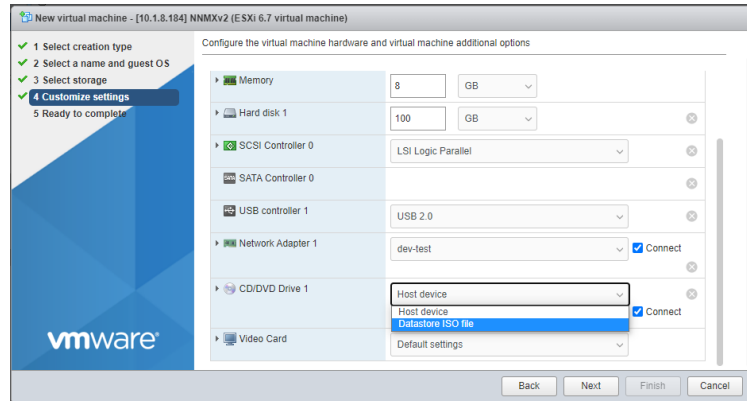 New virtual machine - [10.1.8.184] NNMXv2 (ESXi 6.7 virtual machine)
1 Select creation type
2 Select a name and guest OS
3 Select storage
4 Customize settings
5 Ready to complete
Configure the virtual machine hardware and virtual machine additional options
Memory 8 GB
Hard disk 1 100 GB
SCSI Controller 0 LSI Logic Parallel
SATA Controller 0
USB controller 1 USB 2.0
Network Adapter 1 dev-test Connect
CD/DVD Drive 1 Host device
Host device Connect
Datastore ISO file
Video Card Default settings
vmware®
Back Next Finish Cancel